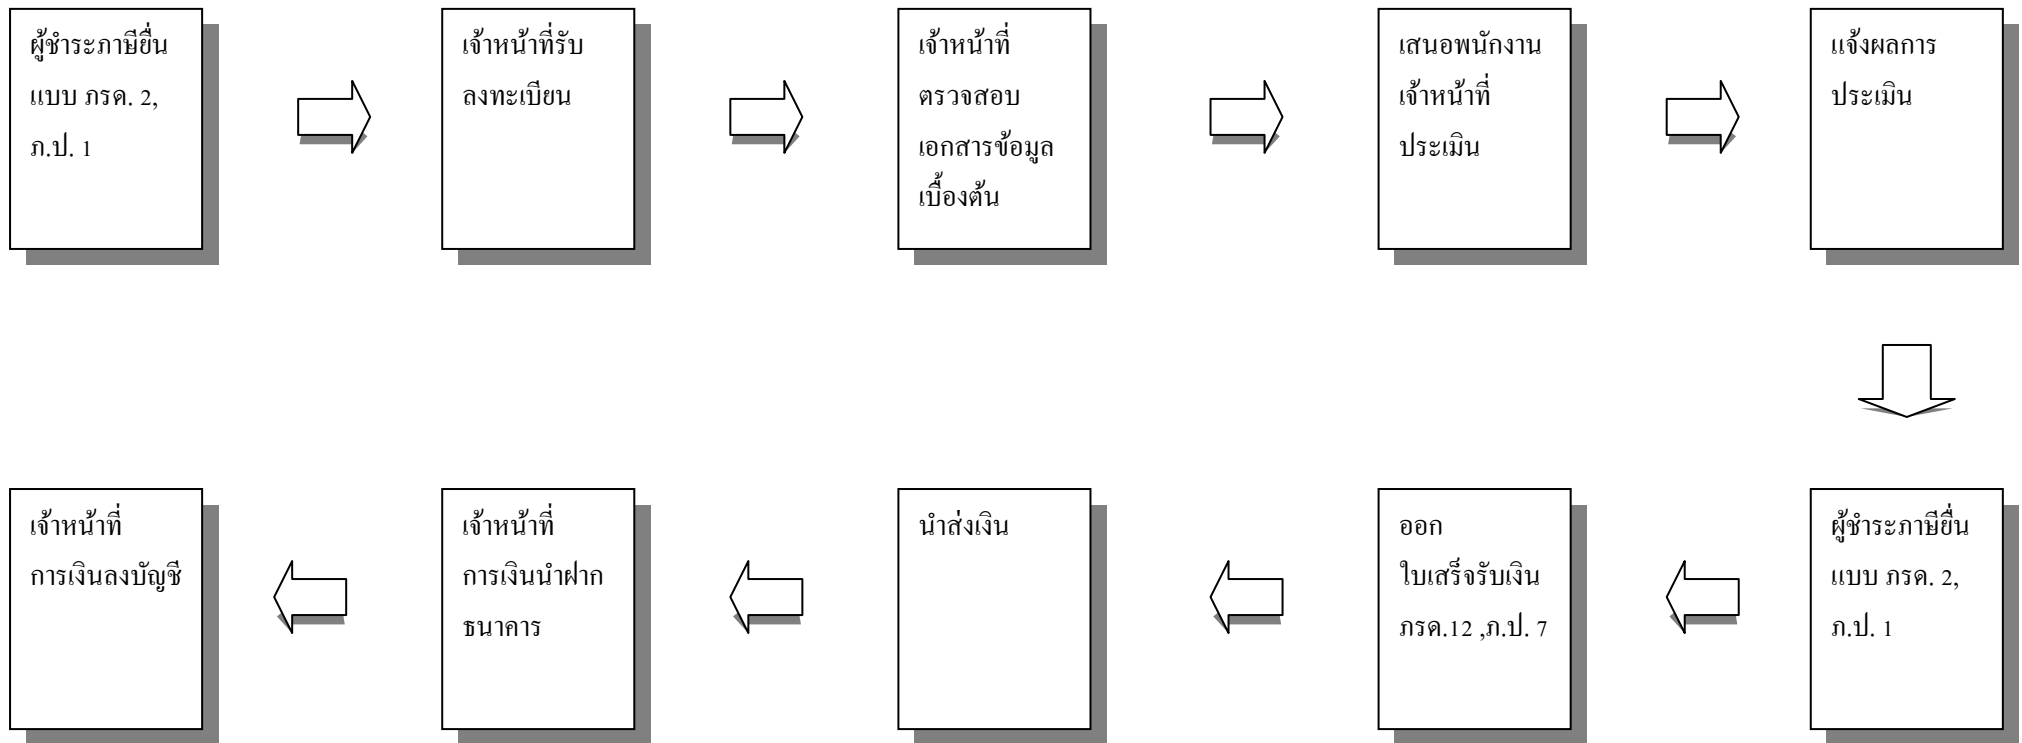 ผู้ชำระภาษียื่น
แบบ ภรด. 2,
ภ.ป. 1
เจ้าหน้าที่รับ
ลงทะเบียน
เจ้าหน้าที่
ตรวจสอบ
เอกสารข้อมูล
เบื้องต้น
เสนอพนักงาน
เจ้าหน้าที่
ประเมิน
แจ้งผลการ
ประเมิน
ผู้ชำระภาษียื่น
แบบ ภรด. 2,
ภ.ป. 1
ออก
ใบเสร็จรับเงิน
ภรด.12 ,ภ.ป. 7
นำส่งเงิน
เจ้าหน้าที่
การเงินนำฝาก
ธนาคาร
เจ้าหน้าที่
การเงินลงบัญชี